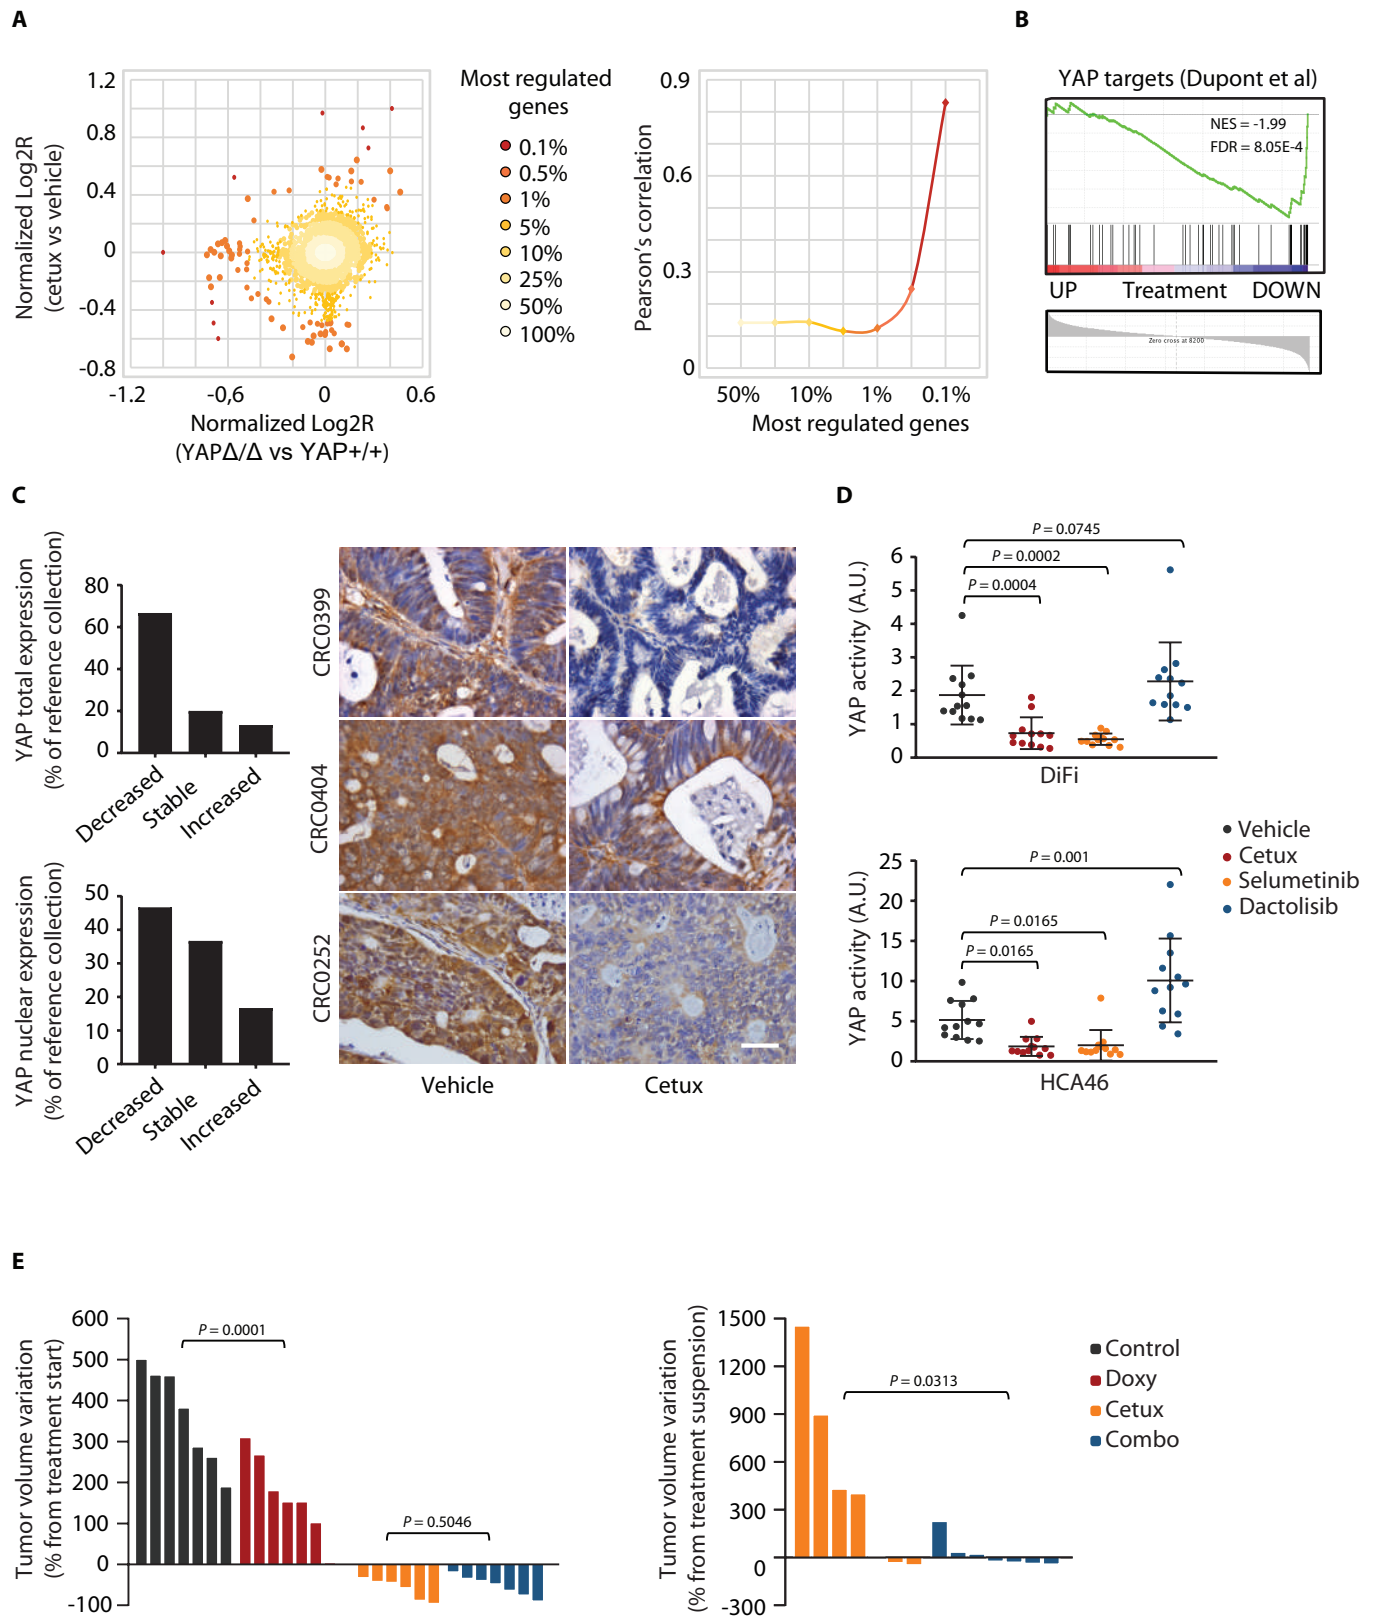 A
1.2
0.8
0.4
0
-0.4
-0.8
-1.2
-0,6
0
0.6
Normalized Log2R
(cetux vs vehicle)
Normalized Log2R
(YAPΔ/Δ vs YAP+/+)
Most regulated
genes
0.1%
0.5%
1%
5%
10%
25%
50%
100%
0.9
0.6
0.3
0
Pearson's correlation
50%
10%
1%
0.1%
Most regulated genes
B
YAP targets (Dupont et al)
NES = -1.99
FDR = 8.05E-4
UP
Treatment
DOWN
Zero cross at 8200
C
YAP total expression
(% of reference collection)
80
60
40
20
0
Decreased
Stable
Increased
YAP nuclear expression
(% of reference collection)
50
40
30
20
10
0
Decreased
Stable
Increased
CRC0399
CRC0404
CRC0252
Vehicle
Cetux
D
P = 0.0745
P = 0.0002
P = 0.0004
YAP activity (A.U.)
6
5
4
3
2
1
0
DiFi
P = 0.001
P = 0.0165
P = 0.0165
YAP activity (A.U.)
25
20
15
10
5
0
HCA46
Vehicle
Cetux
Selumetinib
Dactolisib
E
Tumor volume variation
(% from treatment start)
600
500
400
300
200
100
0
-100
P = 0.0001
P = 0.5046
Tumor volume variation
(% from treatment suspension)
1500
1200
900
600
300
0
-300
P = 0.0313
Control
Doxy
Cetux
Combo